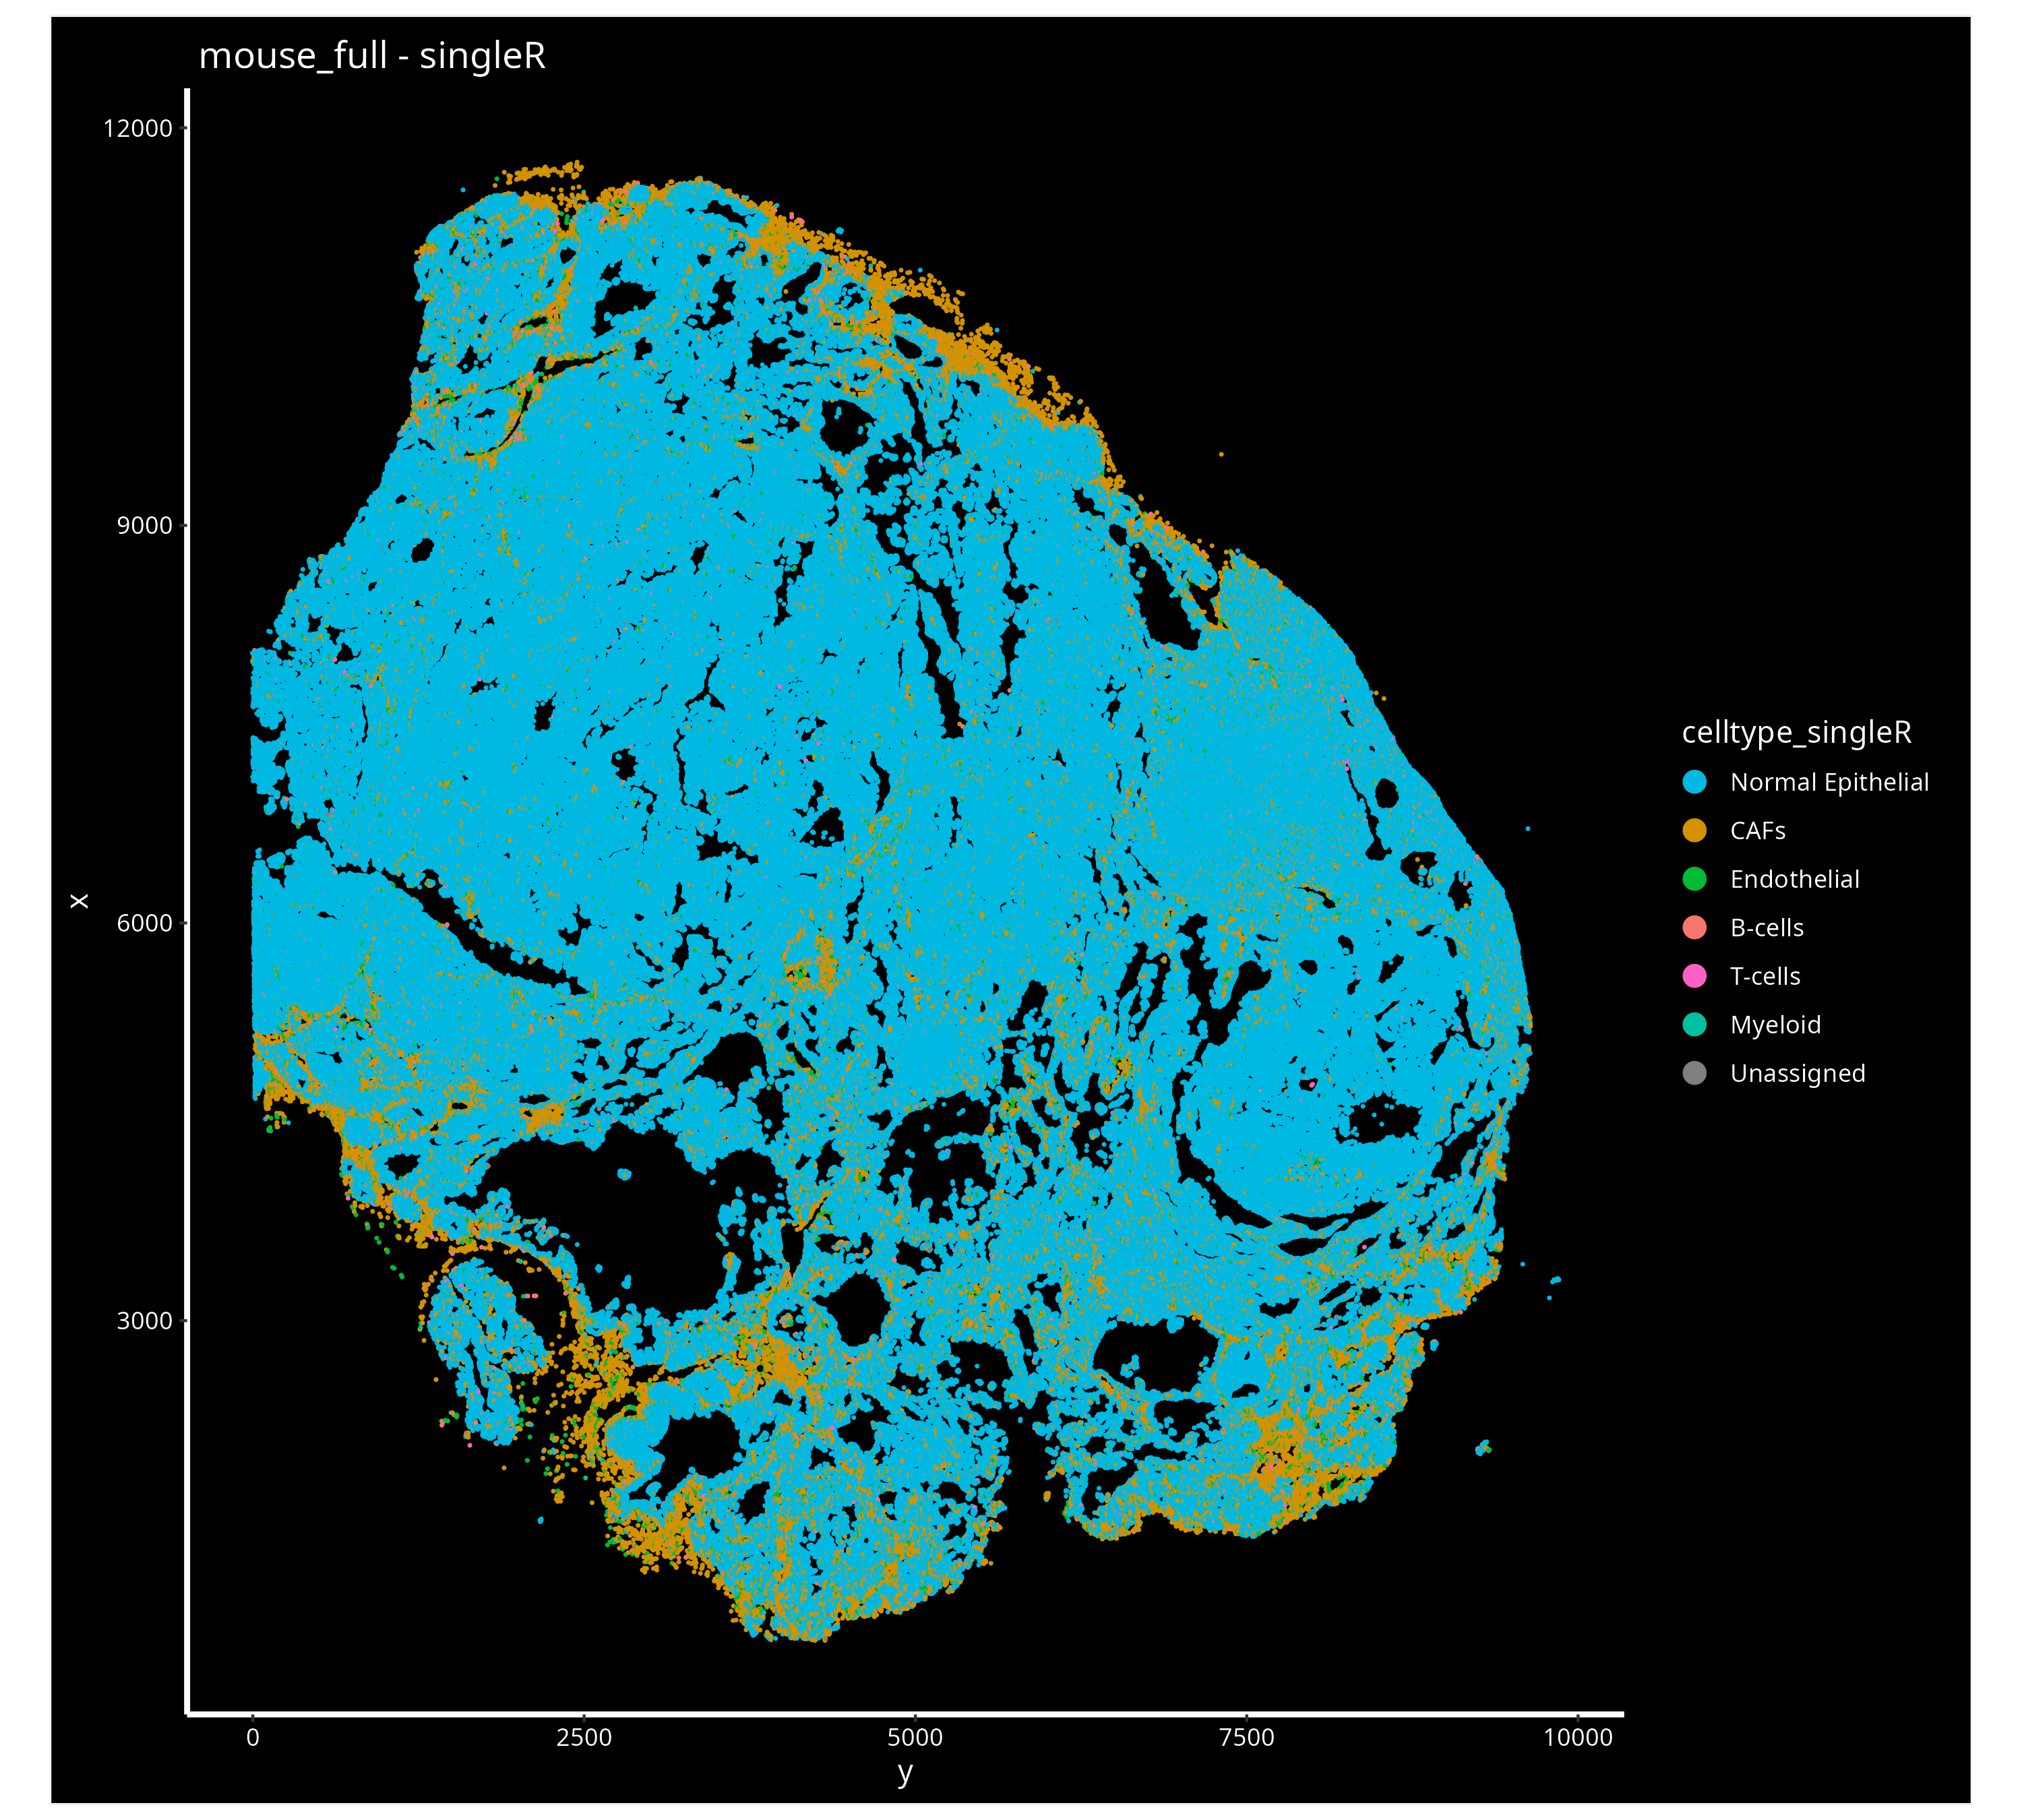 mouse_full - singleR
12000
9000
6000
3000
x
0 2500 5000 7500 10000
y
celltype_singleR
Normal Epithelial
CAFs
Endothelial
B-cells
T-cells
Myeloid
Unassigned